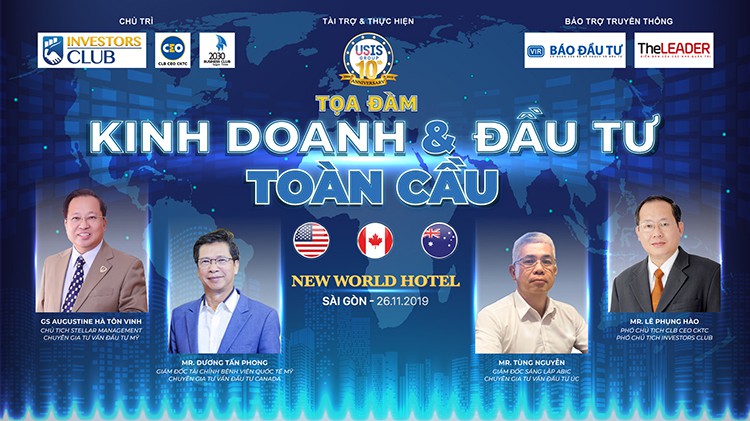 CHỦ TRÌ
TÀI TRỢ & THỰC HIỆN
BẢO TRỢ TRUYỀN THÔNG
INVESTORS
CLUB
CEO
CLB CEO CKTC
2030
BUSINESS CLUB
USIS
GROUP
10th
ANNIVERSARY
VIR
BÁO ĐẦU TƯ
TheLEADER
TỌA ĐÀM
KINH DOANH & ĐẦU TƯ
TOÀN CẦU
NEW WORLD HOTEL
SÀI GÒN - 26.11.2019
GS AUGUSTINE HÀ TÔN VINH
CHỦ TỊCH STELLAR MANAGEMENT
CHUYÊN GIA TƯ VẤN ĐẦU TƯ MỸ
MR. DƯƠNG TẤN PHONG
GIÁM ĐỐC TÀI CHÍNH BỆNH VIỆN QUỐC TẾ MỸ
CHUYÊN GIA TƯ VẤN ĐẦU TƯ CANADA.
MR. TÙNG NGUYÊN
GIÁM ĐỐC SÁNG LẬP ABIC
CHUYÊN GIA TƯ VẤN ĐẦU TƯ ÚC
MR. LÊ PHỤNG HÀO
PHÓ CHỦ TỊCH CLB CEO CKTC
PHÓ CHỦ TỊCH INVESTORS CLUB